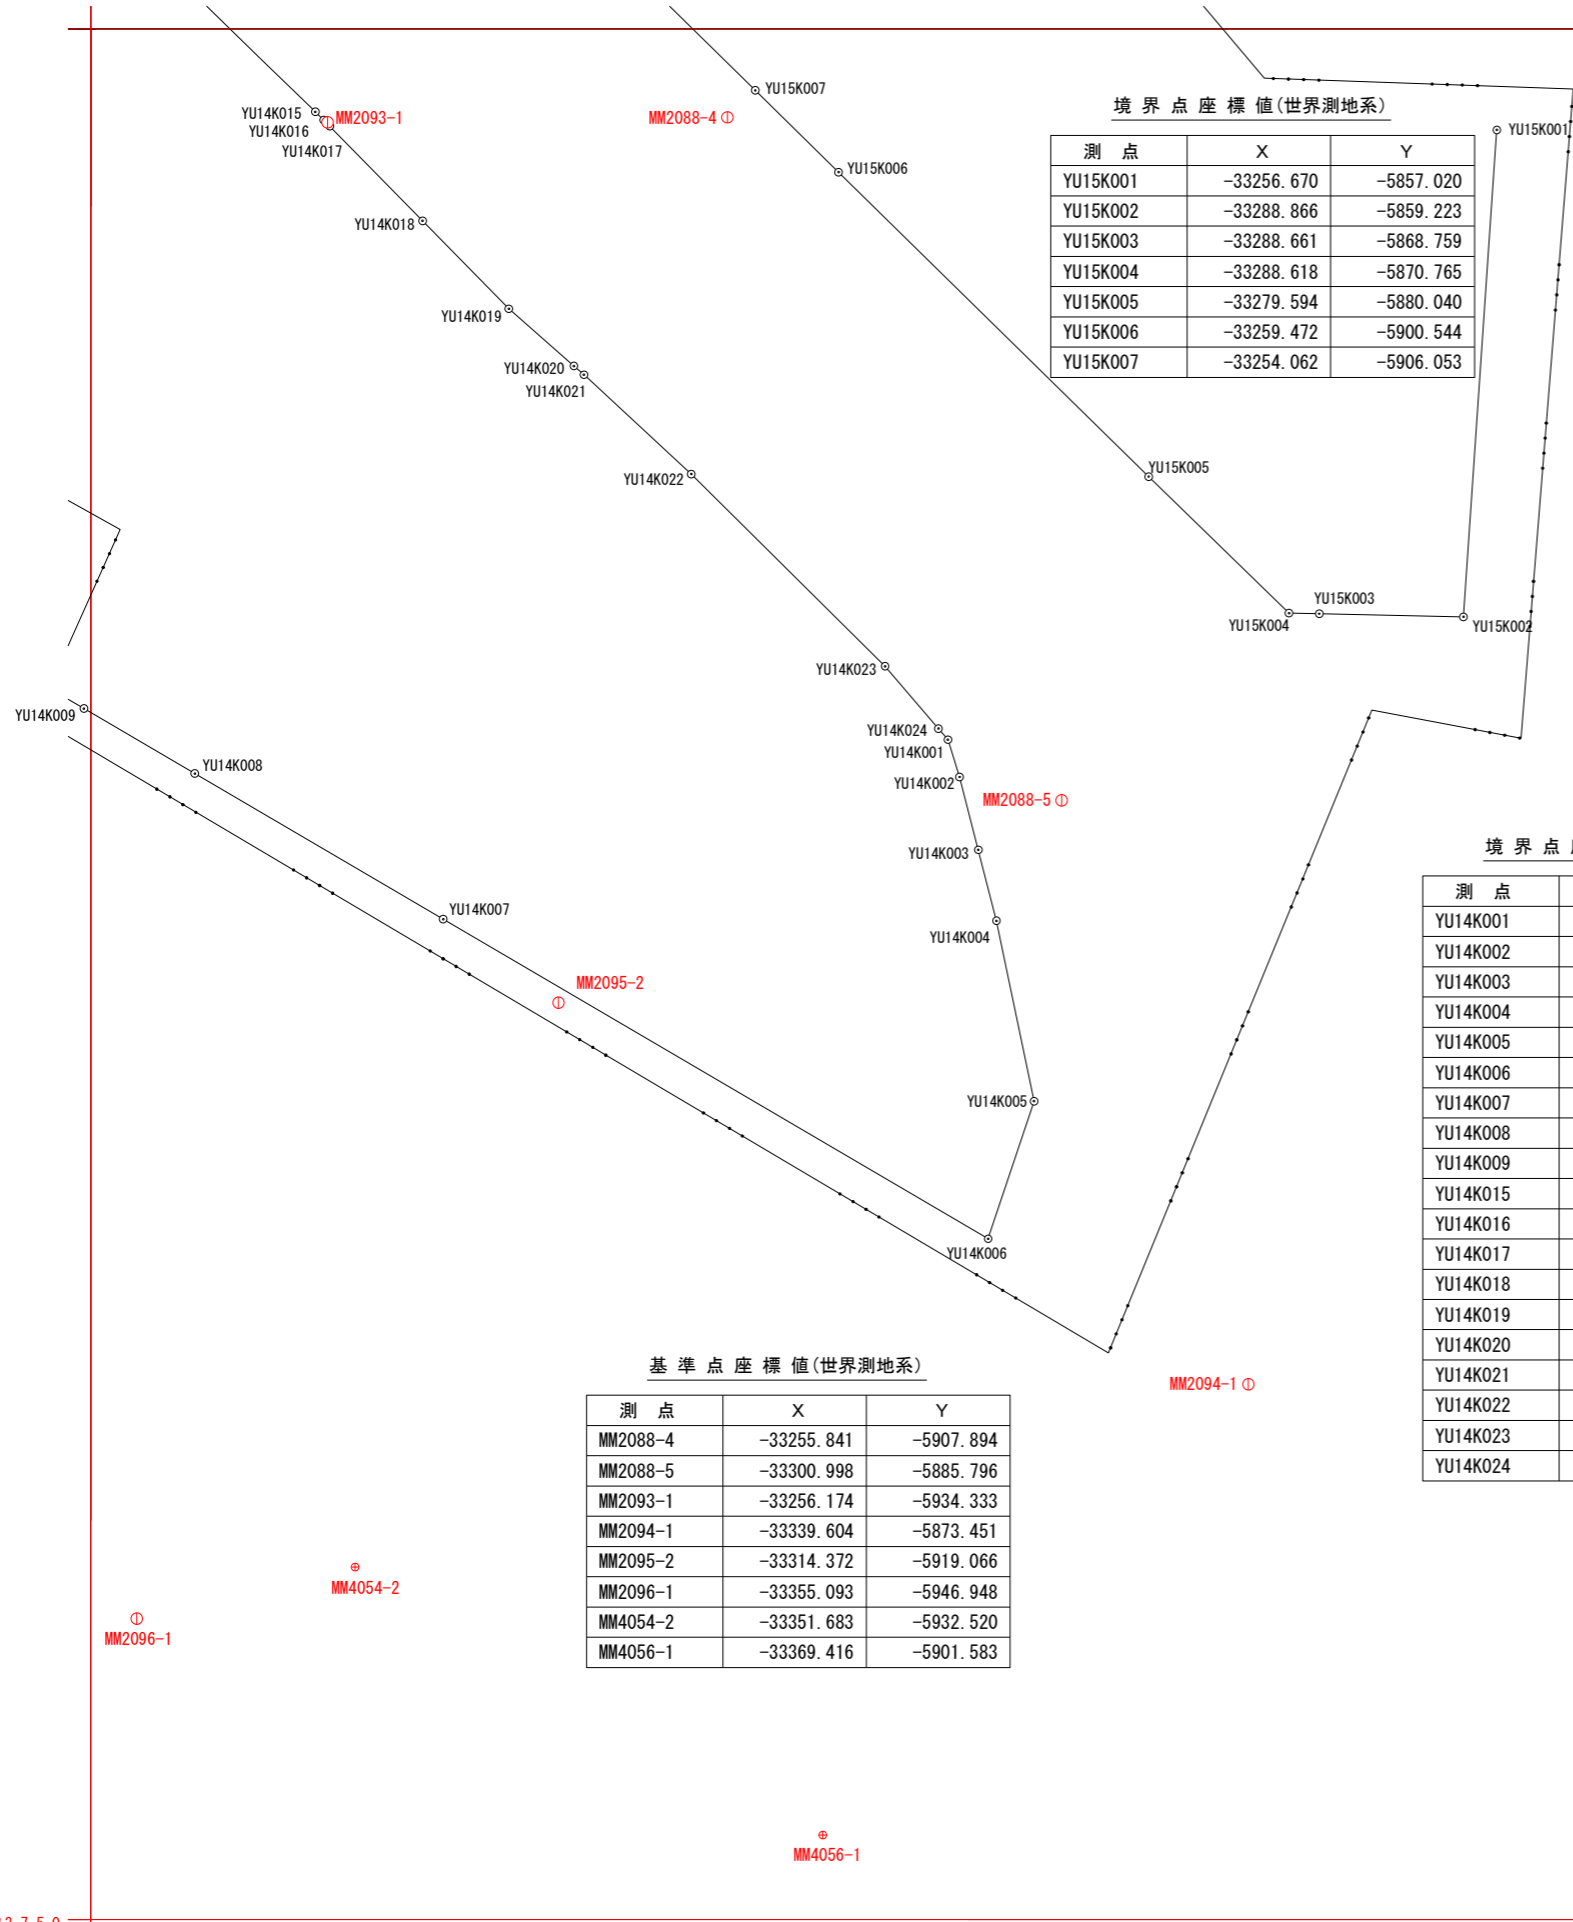 YU15K007
境 界 点 座 標 値(世界測地系)
YU14K015
MM2093-1
MM2088-4
YU15K001
YU14K016
YU14K017
YU15K006
測 点 X Y
YU15K001 -33256.670 -5857.020
YU15K002 -33288.866 -5859.223
YU15K003 -33288.661 -5868.759
YU15K004 -33288.618 -5870.765
YU15K005 -33279.594 -5880.040
YU15K006 -33259.472 -5900.544
YU15K007 -33254.062 -5906.053
YU14K018
YU14K019
YU14K020
YU14K021
YU14K022
YU15K005
YU15K003
YU15K004
YU15K002
YU14K023
YU14K009
YU14K024
YU14K001
YU14K008
YU14K002
MM2088-5
YU14K003
YU14K007
YU14K004
MM2095-2
YU14K005
YU14K006
境 界 点
測 点
YU14K001
YU14K002
YU14K003
YU14K004
YU14K005
YU14K006
YU14K007
YU14K008
YU14K009
YU14K015
YU14K016
YU14K017
YU14K018
YU14K019
YU14K020
YU14K021
YU14K022
YU14K023
YU14K024
MM2094-1
基 準 点 座 標 値(世界測地系)
測 点 X Y
MM2088-4 -33255.841 -5907.894
MM2088-5 -33300.998 -5885.796
MM2093-1 -33256.174 -5934.333
MM2094-1 -33339.604 -5873.451
MM2095-2 -33314.372 -5919.066
MM2096-1 -33355.093 -5946.948
MM4054-2 -33351.683 -5932.520
MM4056-1 -33369.416 -5901.583
MM4054-2
MM2096-1
MM4056-1